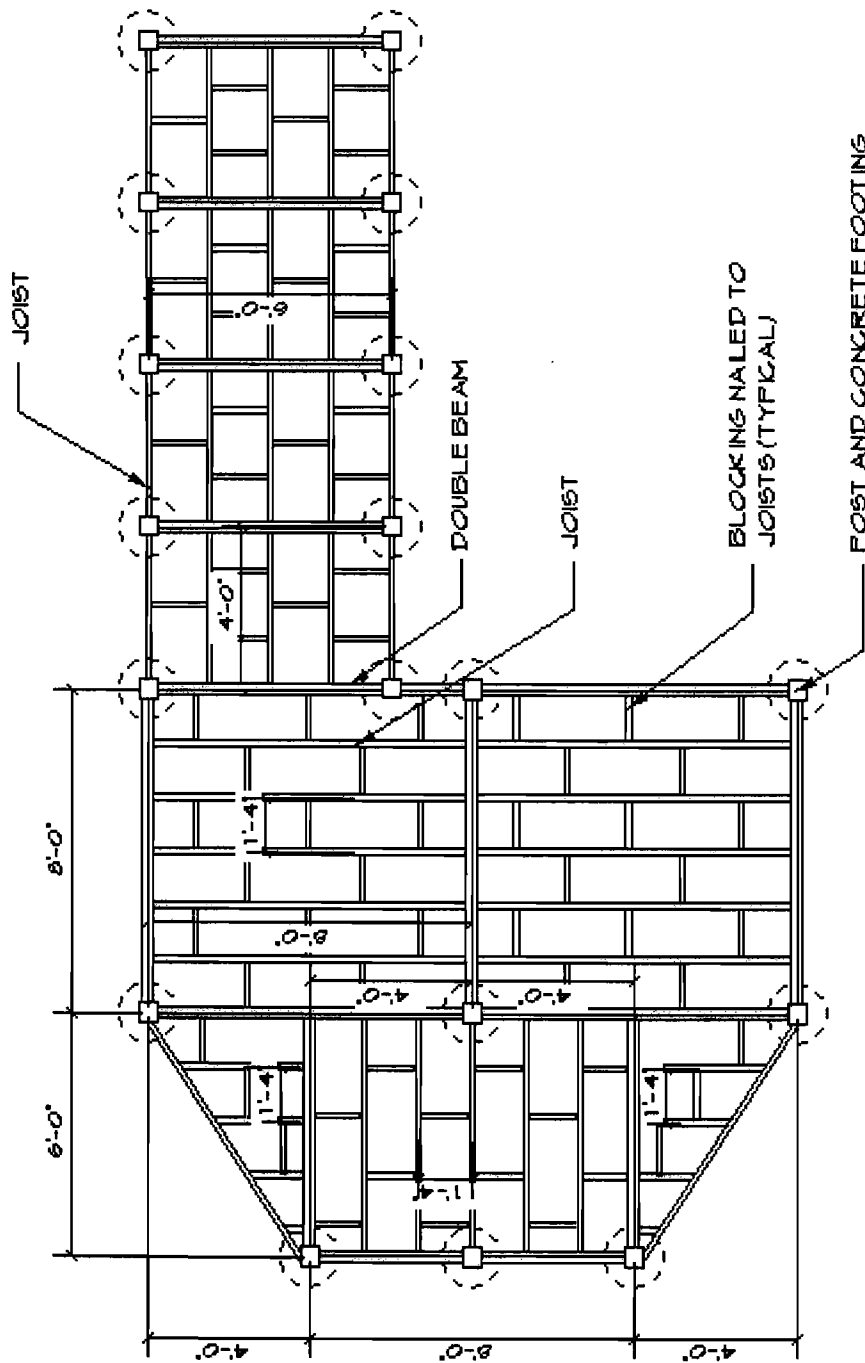 JOIST
6'-0"
4'-0"
DOUBLE BEAM
JOIST
BLOCKING NAILED TO
JOISTS (TYPICAL)
POST AND CONCRETE FOOTING
8'-0"
1'-4
8'-0"
4'-0"
4'-0"
6'-0"
1'-4
1'-4
1'-4
4'-0"
8'-0"
4'-0"